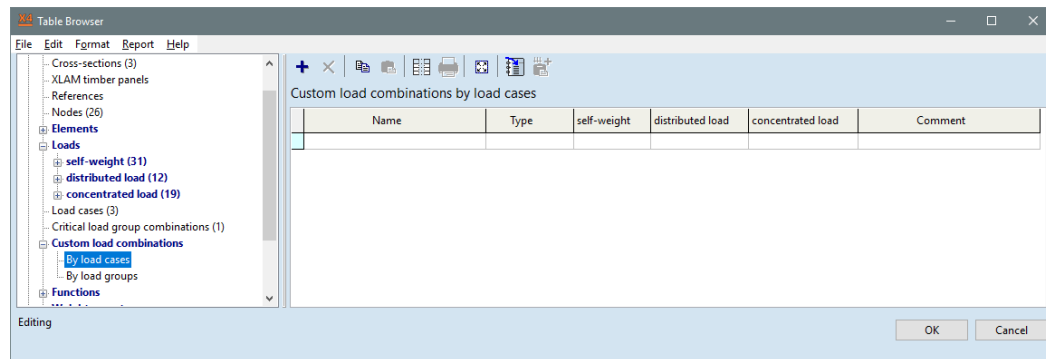 X4 Table Browser
File Edit Format Report Help
Cross-sections (3)
XLAM timber panels
References
Nodes (26)
Elements
Loads
self-weight (31)
distributed load (12)
concentrated load (19)
Load cases (3)
Critical load group combinations (1)
Custom load combinations
By load cases
By load groups
Functions
Custom load combinations by load cases
Name Type self-weight distributed load concentrated load Comment
Editing
OK Cancel